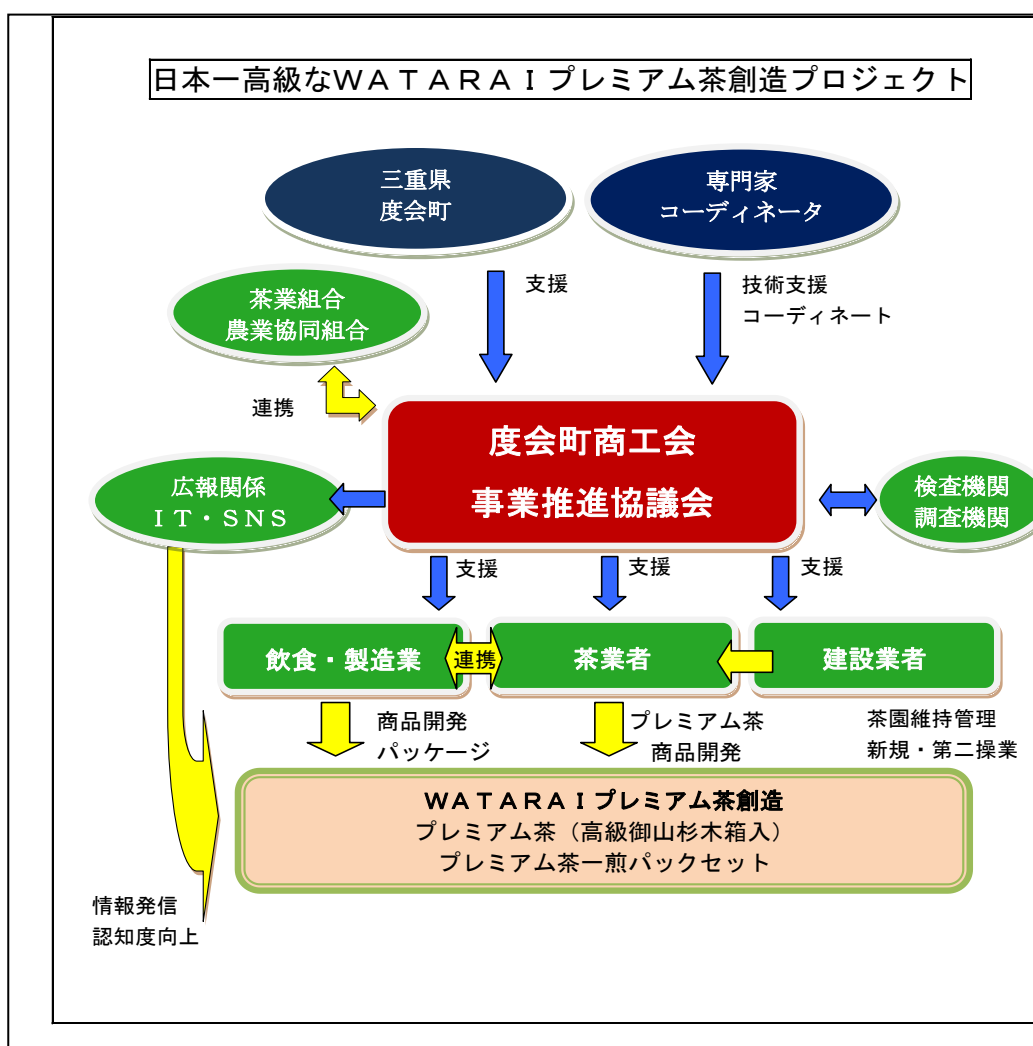 日本一高級なＷＡＴＡＲＡＩプレミアム茶創造プロジェクト
三重県
度会町
専門家
コーディネータ
支援
技術支援
コーディネート
茶業組合
農業協同組合
連携
度会町商工会
事業推進協議会
広報関係
ＩＴ・ＳＮＳ
検査機関
調査機関
支援
支援
支援
飲食・製造業
連携
茶業者
建設業者
商品開発
パッケージ
プレミアム茶
商品開発
茶園維持管理
新規・第二操業
ＷＡＴＡＲＡＩプレミアム茶創造
プレミアム茶（高級御山杉木箱入）
プレミアム茶一煎パックセット
情報発信
認知度向上